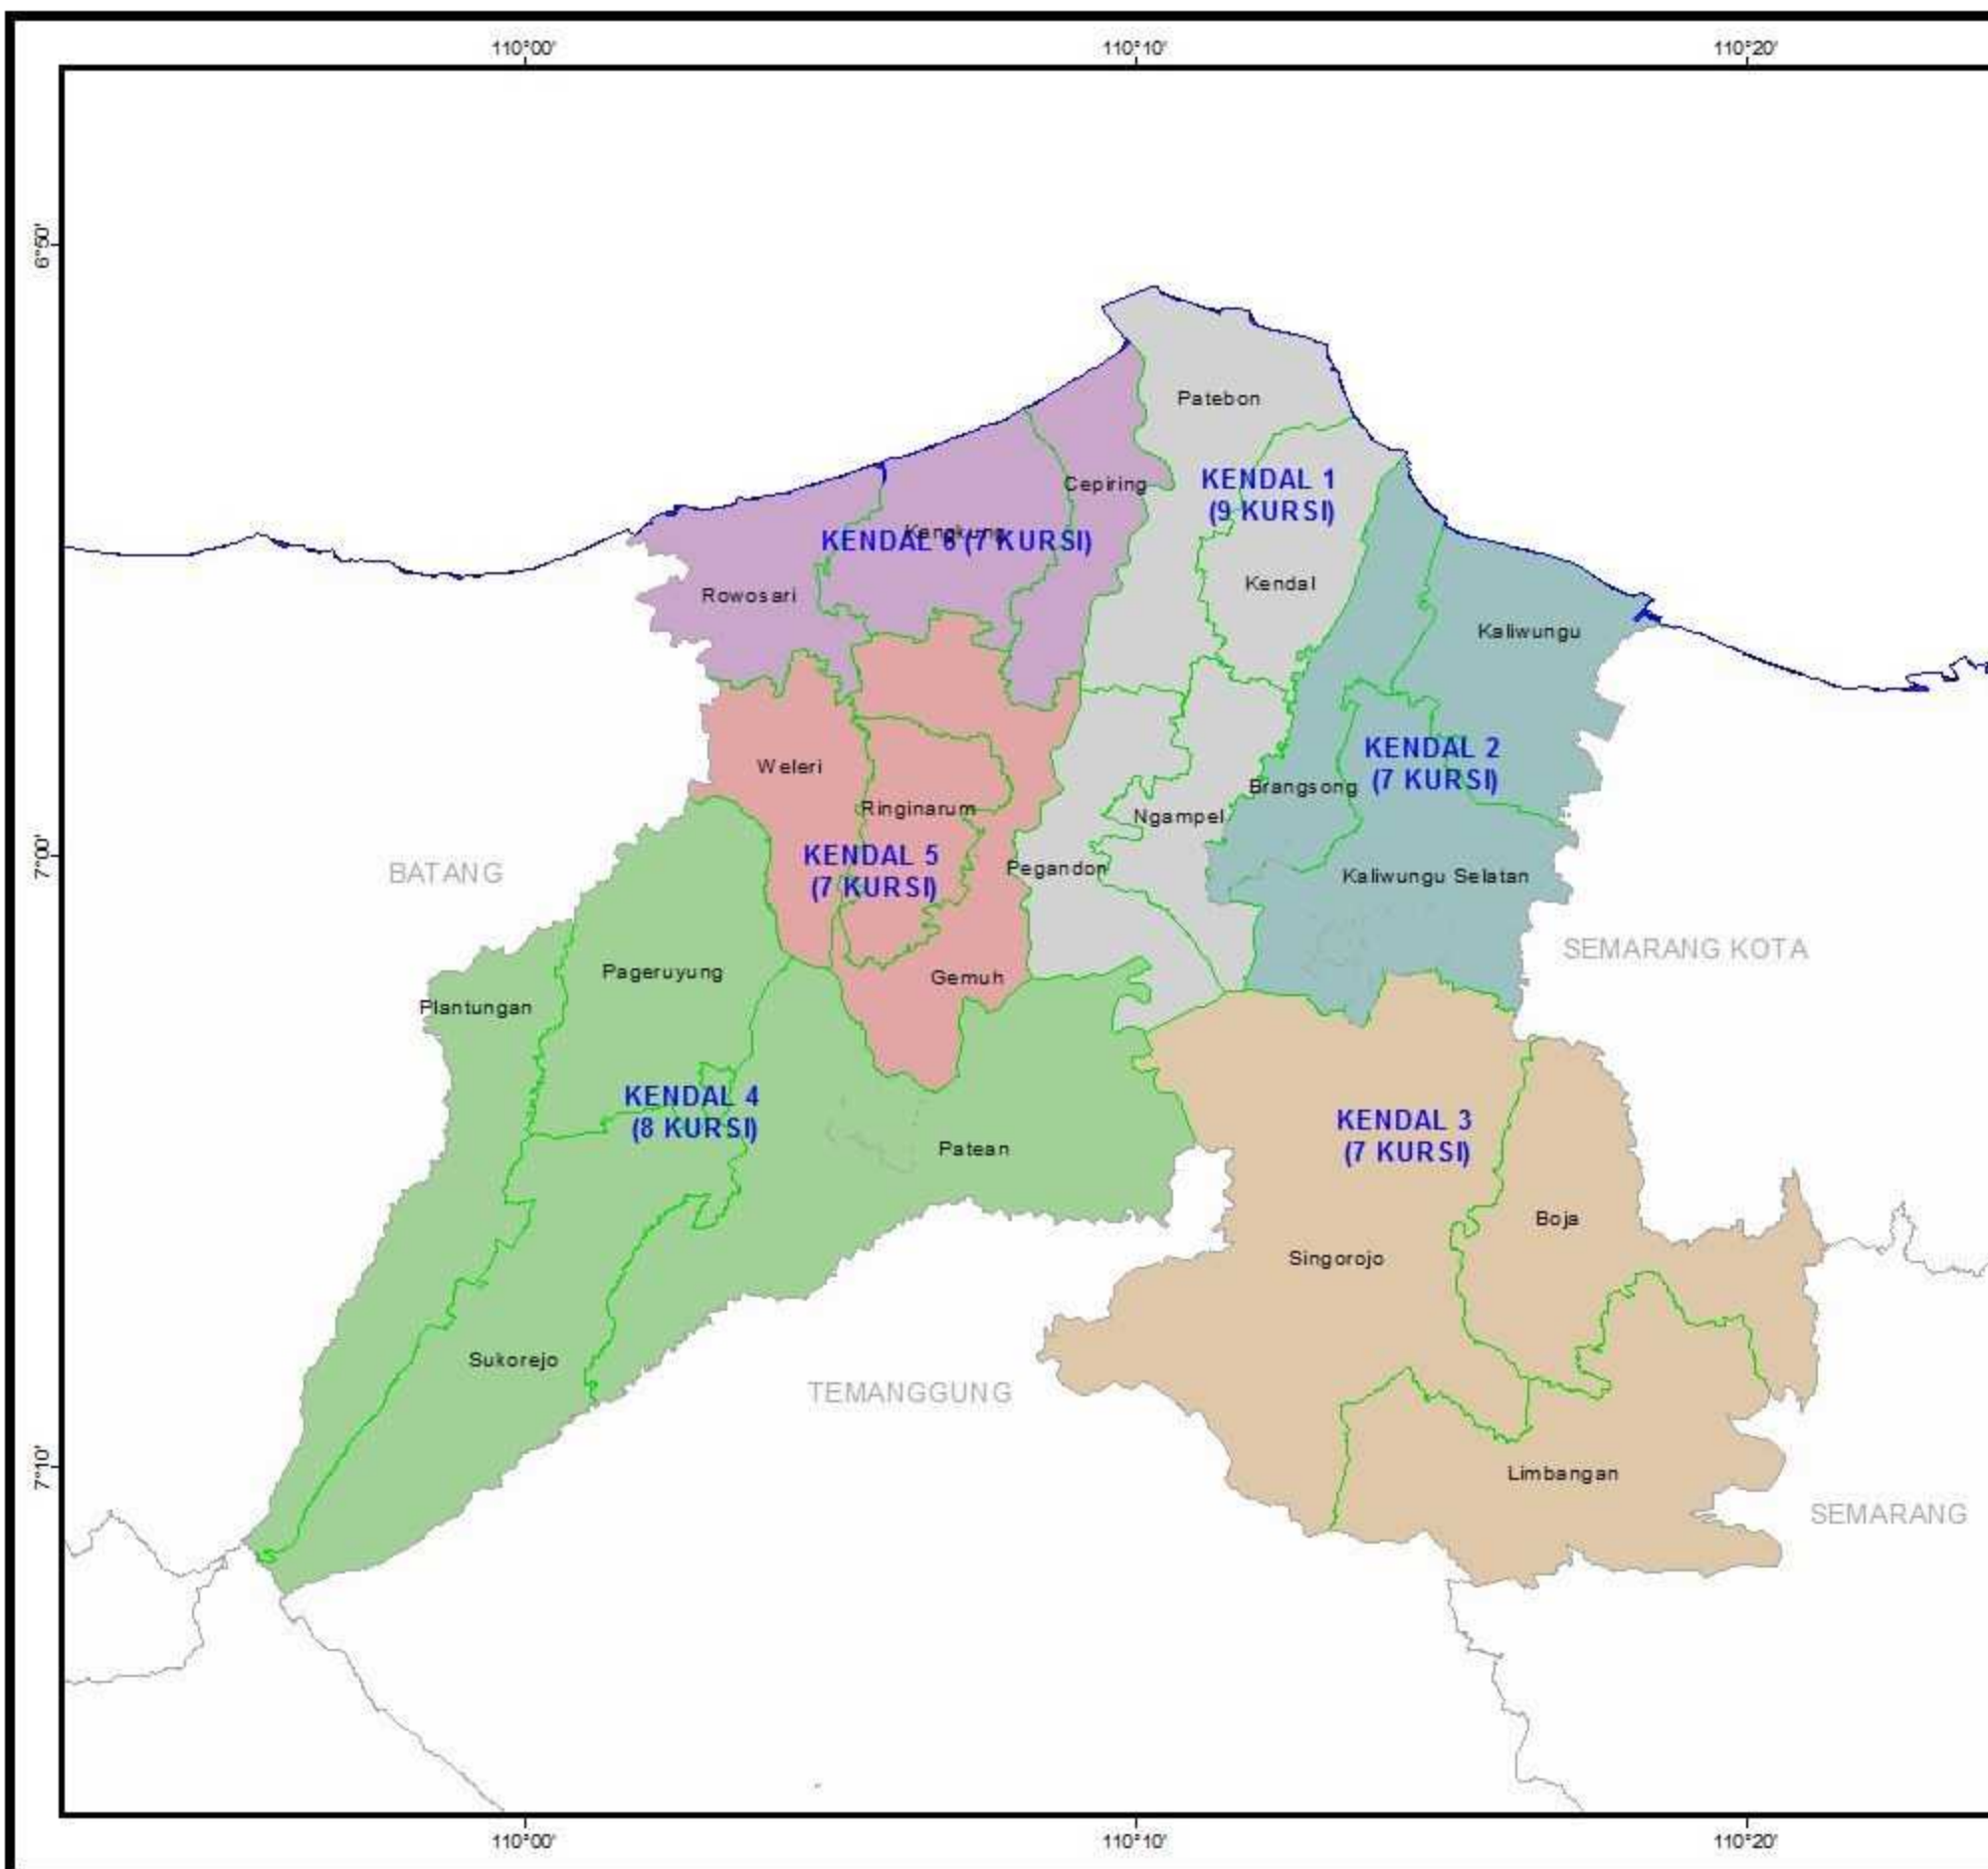 110°00'
110°10'
110°20'
6°50'
Patebon
KENDAL 1
(9 KURSI)
Cepiring
Kangkung
KENDAL 6 (7 KURSI)
Kendal
Rowosari
Kaliwungu
KENDAL 2
(7 KURSI)
Weleri
Brangsong
Ringinarum
Ngampel
7°00'
KENDAL 5
(7 KURSI)
Pegandon
BATANG
Kaliwungu Selatan
SEMARANG KOTA
Pageruyung
Gemuh
Plantungan
KENDAL 4
(8 KURSI)
KENDAL 3
(7 KURSI)
Patean
Boja
Singorojo
Sukorejo
TEMANGGUNG
7°10'
Limbangan
SEMARANG
110°00'
110°10'
110°20'